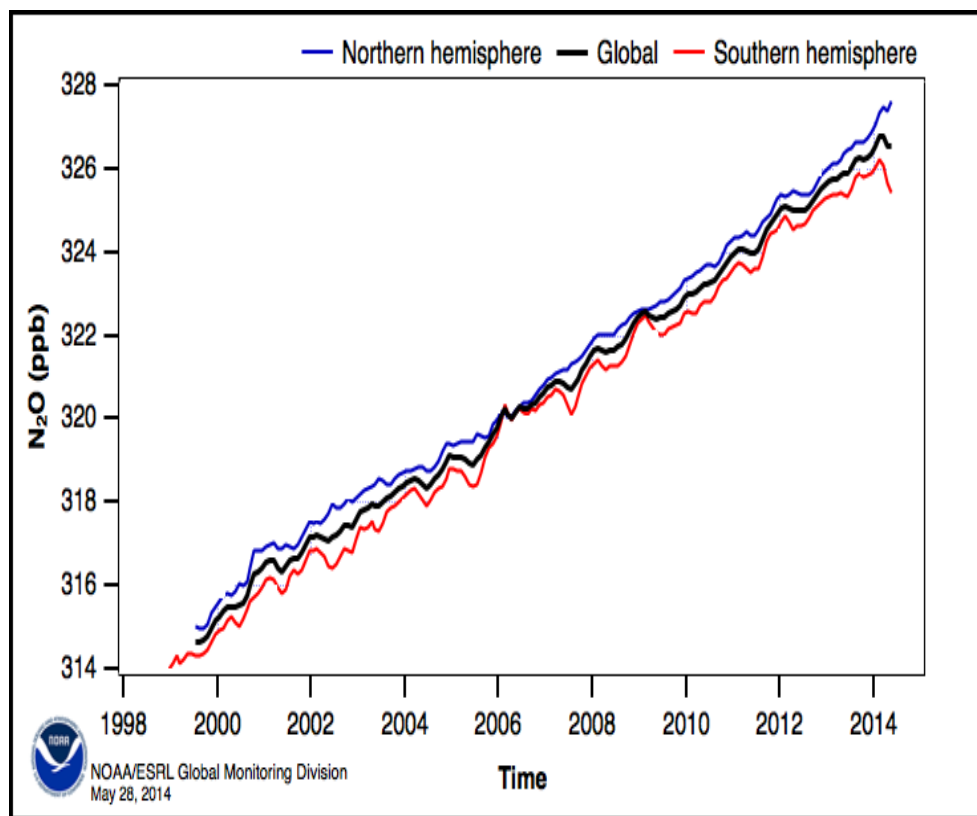 Northern hemisphere Global Southern hemisphere
328
326
324
322
320
318
316
314
N₂O (ppb)
1998 2000 2002 2004 2006 2008 2010 2012 2014
Time
NOAA
NOAA/ESRL Global Monitoring Division
May 28, 2014